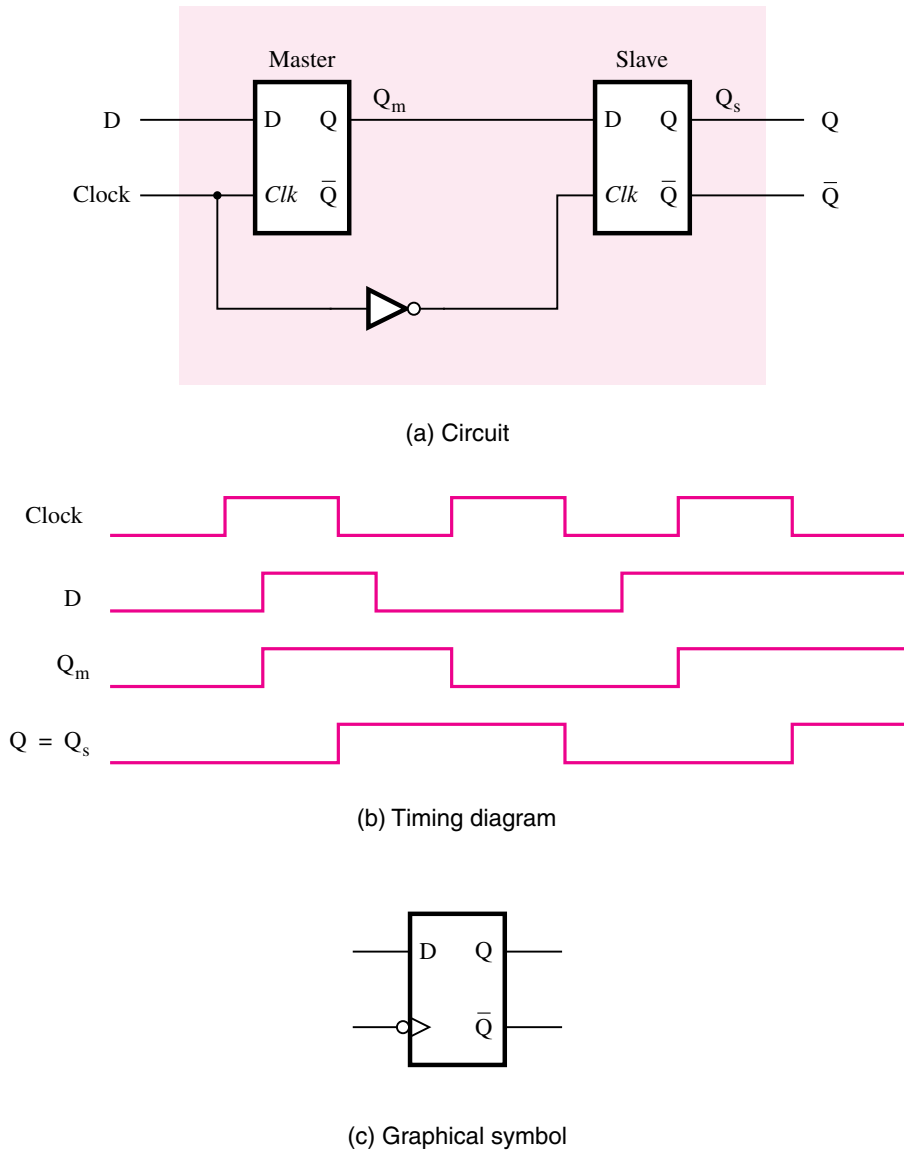 Master Slave
D D Q Q_m D Q Q_s Q
Clock Clk Q̅ Clk Q̅ Q̅
(a) Circuit
Clock
D
Q_m
Q = Q_s
(b) Timing diagram
D Q
Q̅
(c) Graphical symbol